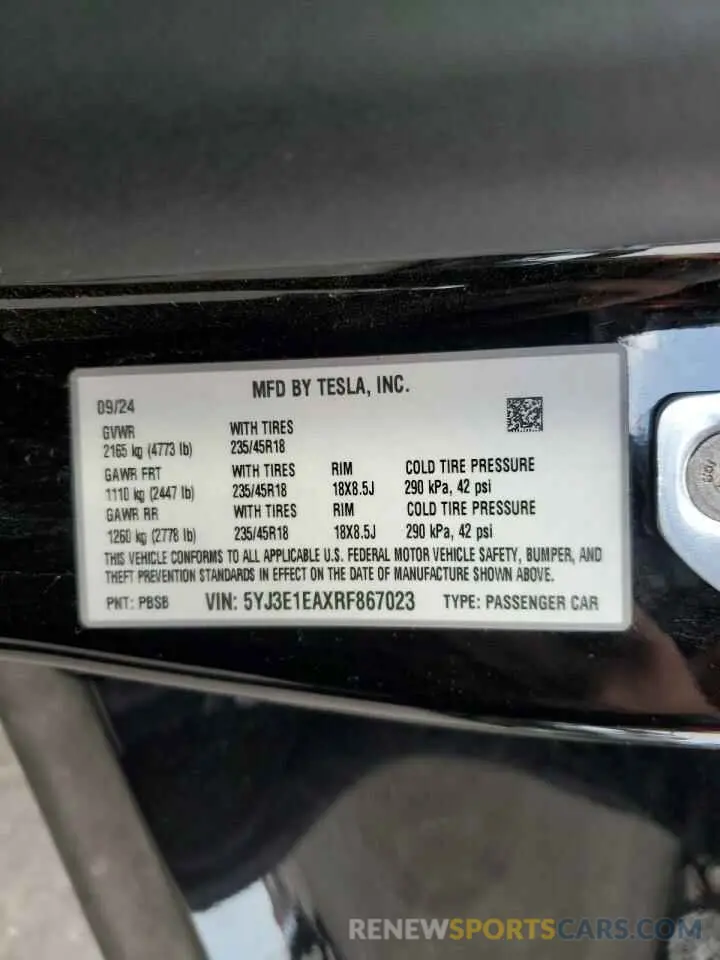 MFD BY TESLA, INC.
09/24
GVWR WITH TIRES
2165 kg (4773 lb) 235/45R18
GAWR FRT WITH TIRES RIM COLD TIRE PRESSURE
1110 kg (2447 lb) 235/45R18 18X8.5J 290 kPa, 42 psi
GAWR RR WITH TIRES RIM COLD TIRE PRESSURE
1260 kg (2778 lb) 235/45R18 18X8.5J 290 kPa, 42 psi
THIS VEHICLE CONFORMS TO ALL APPLICABLE U.S. FEDERAL MOTOR VEHICLE SAFETY, BUMPER, AND
THEFT PREVENTION STANDARDS IN EFFECT ON THE DATE OF MANUFACTURE SHOWN ABOVE.
PNT: PBSB VIN: 5YJ3E1EAXRF867023 TYPE: PASSENGER CAR
RENEWSPORTSCARS.COM